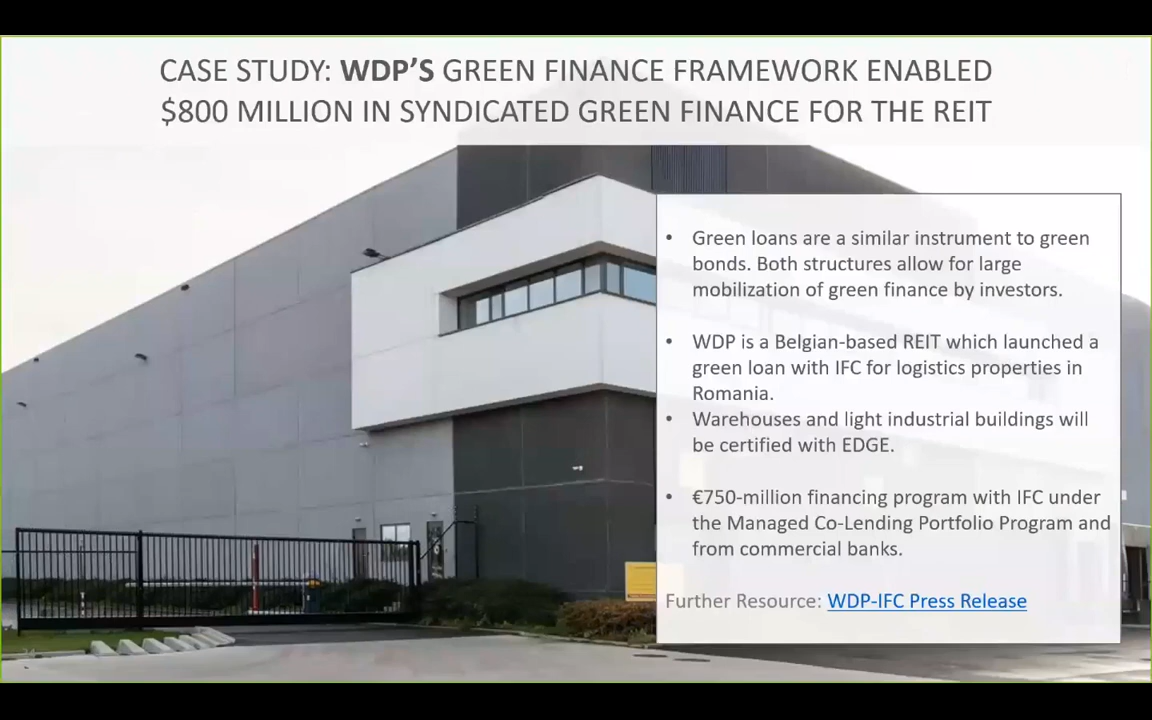 CASE STUDY: WDP’S GREEN FINANCE FRAMEWORK ENABLED
$800 MILLION IN SYNDICATED GREEN FINANCE FOR THE REIT
• Green loans are a similar instrument to green
bonds. Both structures allow for large
mobilization of green finance by investors.
• WDP is a Belgian-based REIT which launched a
green loan with IFC for logistics properties in
Romania.
• Warehouses and light industrial buildings will
be certified with EDGE.
• €750-million financing program with IFC under
the Managed Co-Lending Portfolio Program and
from commercial banks.
Further Resource: WDP-IFC Press Release